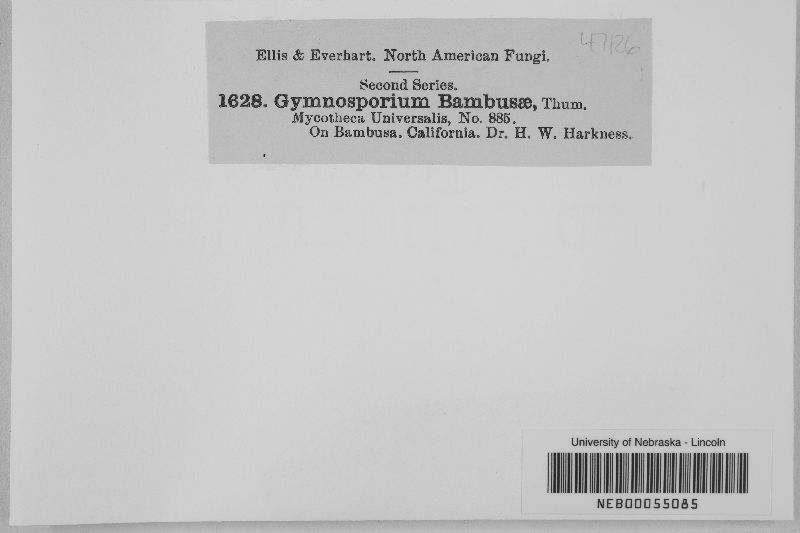 47126
Ellis & Everhart. North American Fungi.
Second Series.
1628. Gymnosporium Bambusæ, Thum.
Mycotheca Universalis, No. 885.
On Bambusa. California. Dr. H. W. Harkness.
University of Nebraska - Lincoln
NEB00055085